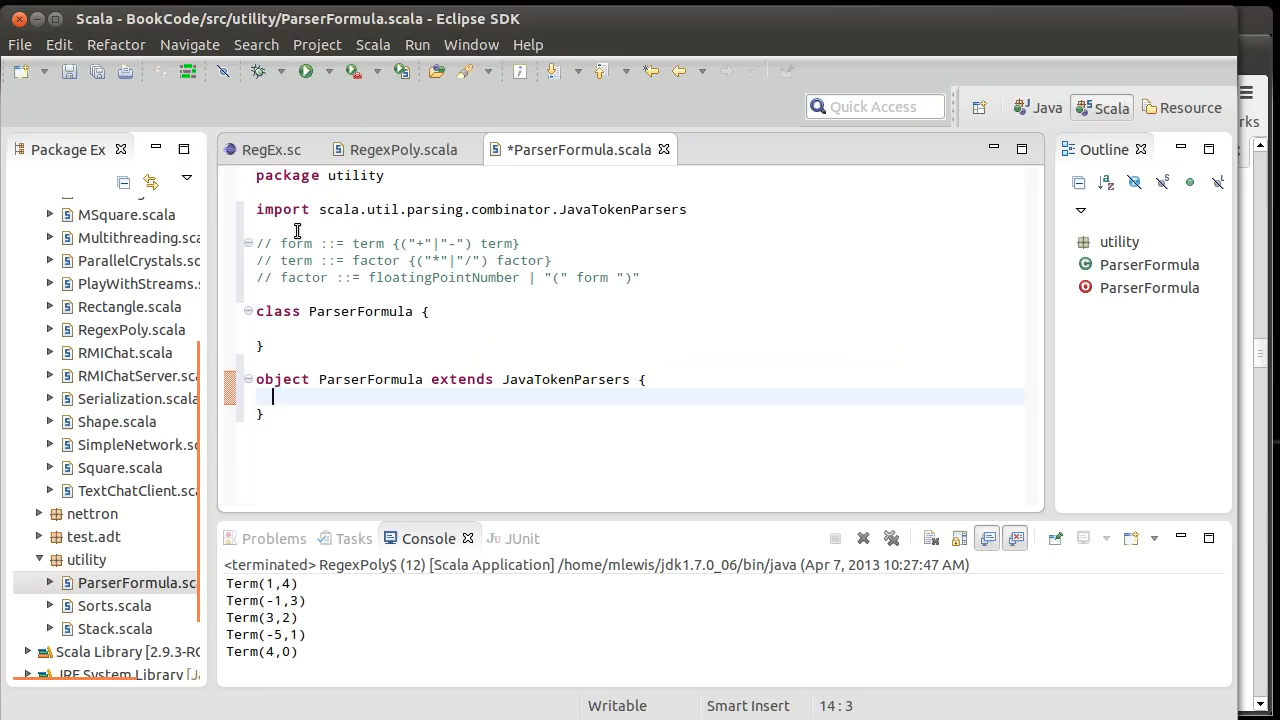 Scala - BookCode/src/utility/ParserFormula.scala - Eclipse SDK
File Edit Refactor Navigate Search Project Scala Run Window Help
Quick Access Java Scala Resource
rks
Package Ex
MSquare.scala
Multithreading.sca
ParallelCrystals.sc
PlayWithStreams.s
Rectangle.scala
RegexPoly.scala
RMIChat.scala
RMIChatServer.sc
Serialization.scala
Shape.scala
SimpleNetwork.sc
Square.scala
TextChatClient.sca
nettron
test.adt
utility
ParserFormula.sc
Sorts.scala
Stack.scala
Scala Library [2.9.3-RC
JRE System Library [Ja
RegEx.sc RegexPoly.scala *ParserFormula.scala
package utility
import scala.util.parsing.combinator.JavaTokenParsers
// form ::= term {("+"|"-") term}
// term ::= factor {("*"|"/") factor}
// factor ::= floatingPointNumber | "(" form ")"
class ParserFormula {
}
object ParserFormula extends JavaTokenParsers {
}
Outline
utility
ParserFormula
ParserFormula
Problems Tasks Console JUnit
<terminated> RegexPoly$ (12) [Scala Application] /home/mlewis/jdk1.7.0_06/bin/java (Apr 7, 2013 10:27:47 AM)
Term(1,4)
Term(-1,3)
Term(3,2)
Term(-5,1)
Term(4,0)
Writable Smart Insert 14 : 3